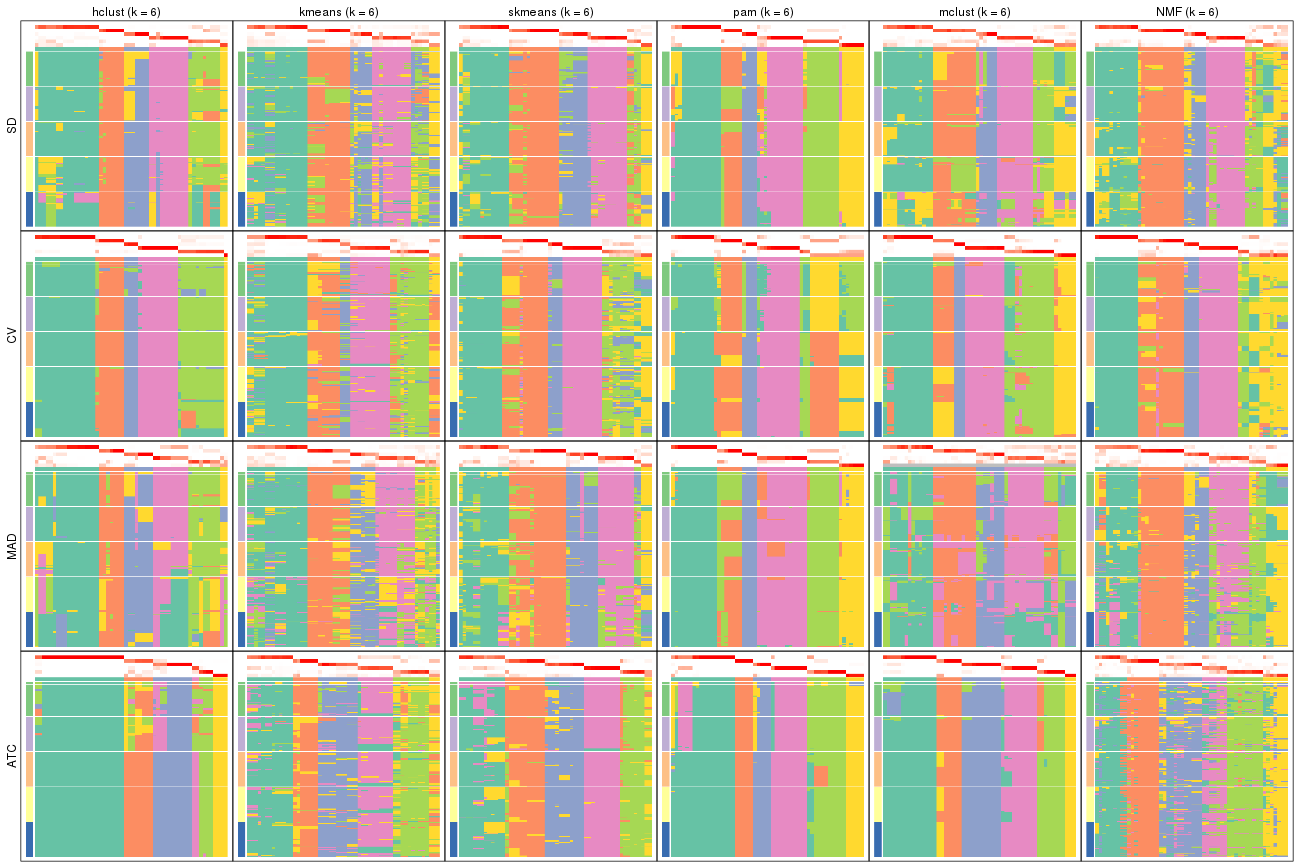 hclust (k = 6)
kmeans (k = 6)
skmeans (k = 6)
pam (k = 6)
mclust (k = 6)
NMF (k = 6)
SD
CV
MAD
ATC